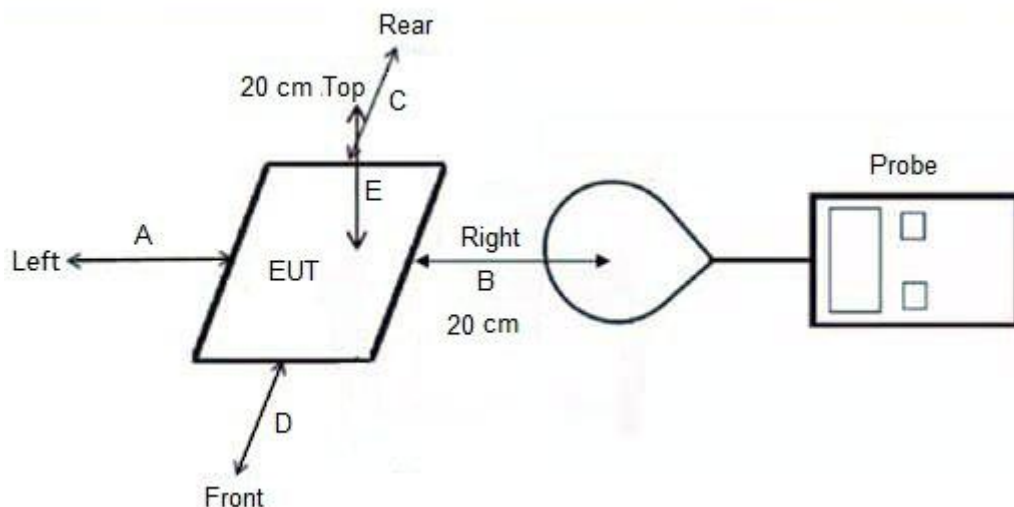 Rear
20 cm .Top
C
Probe
E
A
Right
Left
EUT
B
20 cm
D
Front